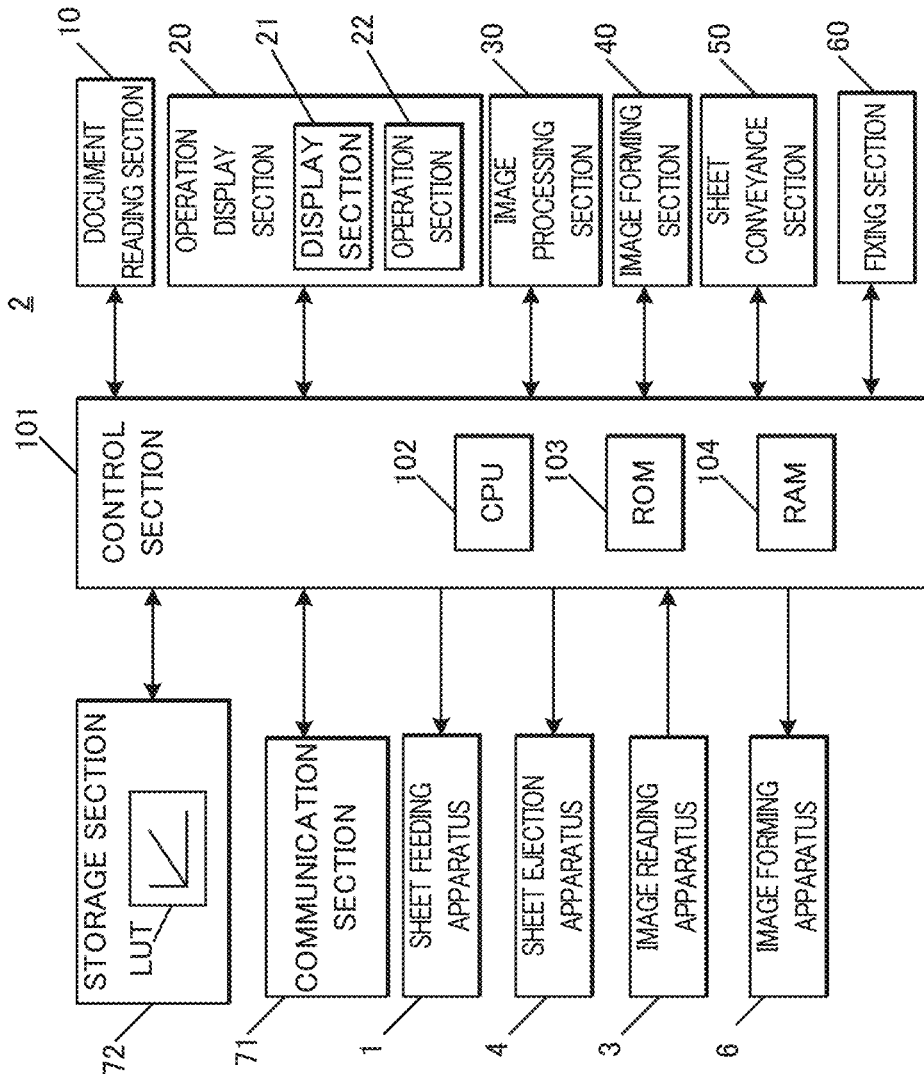 2
101
CONTROL
SECTION
102
CPU
103
ROM
104
RAM
72
STORAGE SECTION
LUT
71
COMMUNICATION
SECTION
1
SHEET FEEDING
APPARATUS
4
SHEET EJECTION
APPARATUS
3
IMAGE READING
APPARATUS
6
IMAGE FORMING
APPARATUS
10
DOCUMENT
READING SECTION
20
OPERATION
DISPLAY
SECTION
21
DISPLAY
SECTION
22
OPERATION
SECTION
30
IMAGE
PROCESSING
SECTION
40
IMAGE FORMING
SECTION
50
SHEET
CONVEYANCE
SECTION
60
FIXING SECTION